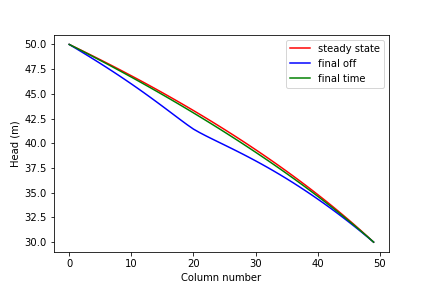 steady state
final off
final time
50.0
47.5
45.0
42.5
40.0
37.5
35.0
32.5
30.0
Head (m)
0 10 20 30 40 50
Column number